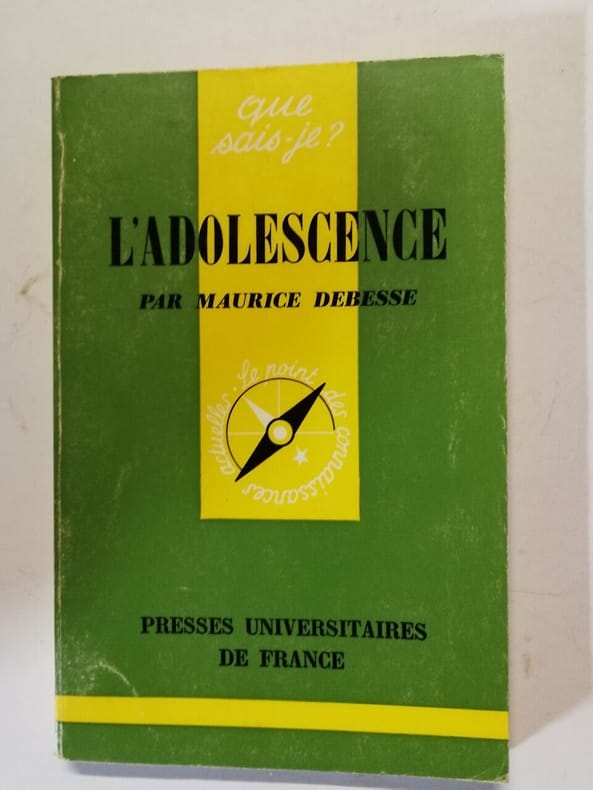 que
sais-je?
L'ADOLESCENCE
PAR MAURICE DEBESSE
Le point des connaissances actuelles.
PRESSES UNIVERSITAIRES
DE FRANCE